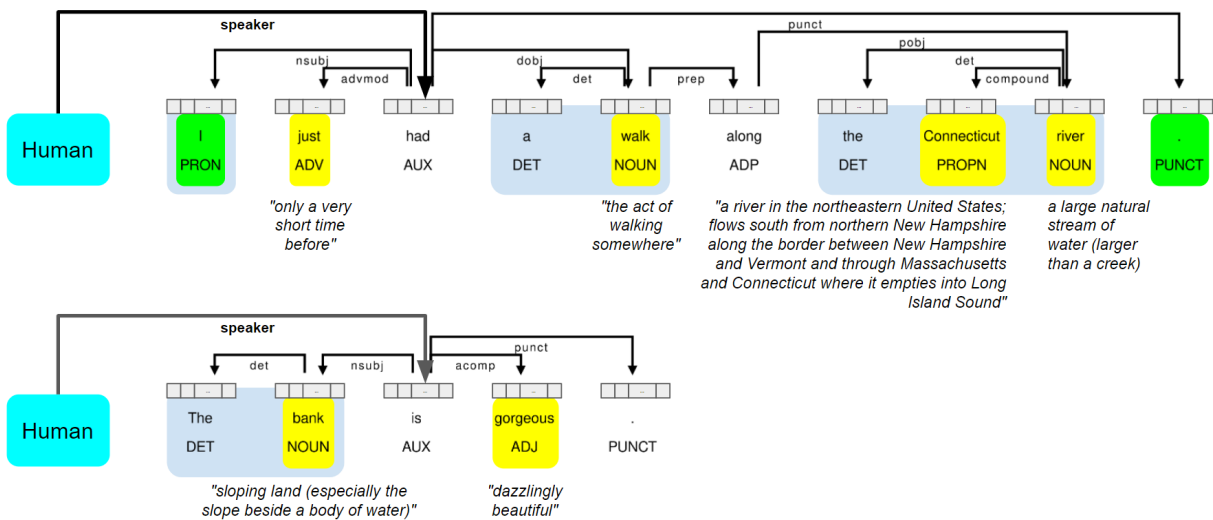 speaker
punct
nsubj
dobj
pobj
advmod
det
prep
det
compound
Human
I just had a walk along the Connecticut river .
PRON ADV AUX DET NOUN ADP DET PROPN NOUN PUNCT
"only a very
short time
before"
"the act of
walking
somewhere"
"a river in the northeastern United States;
flows south from northern New Hampshire
along the border between New Hampshire
and Vermont and through Massachusetts
and Connecticut where it empties into Long
Island Sound"
a large natural
stream of
water (larger
than a creek)
speaker
punct
det
nsubj
acomp
Human
The bank is gorgeous .
DET NOUN AUX ADJ PUNCT
"sloping land (especially the
slope beside a body of water)"
"dazzlingly
beautiful"